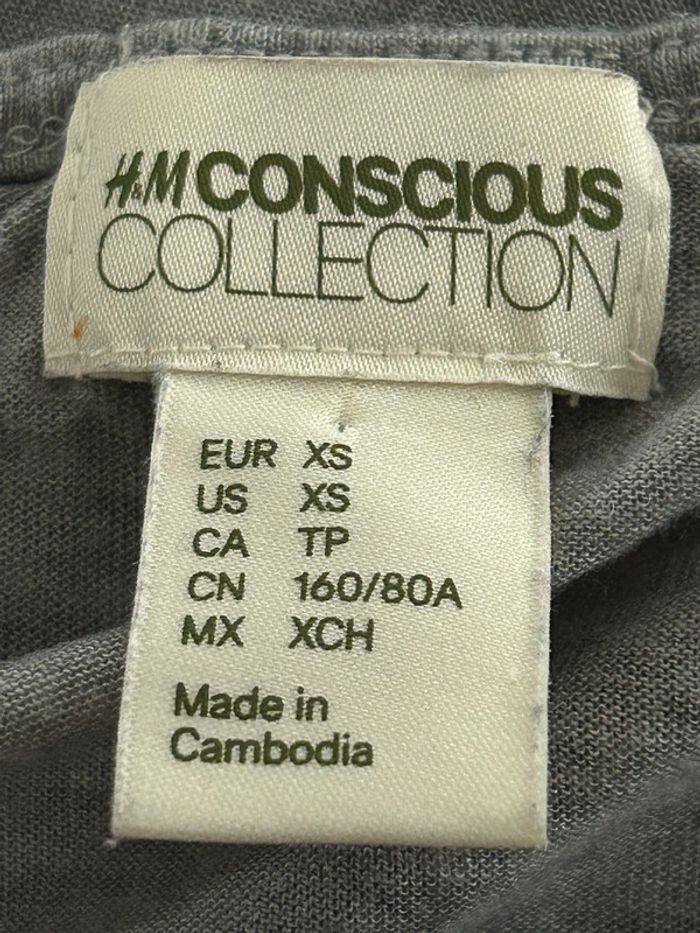 H&M CONSCIOUS
COLLECTION
EUR XS
US XS
CA TP
CN 160/80A
MX XCH
Made in
Cambodia